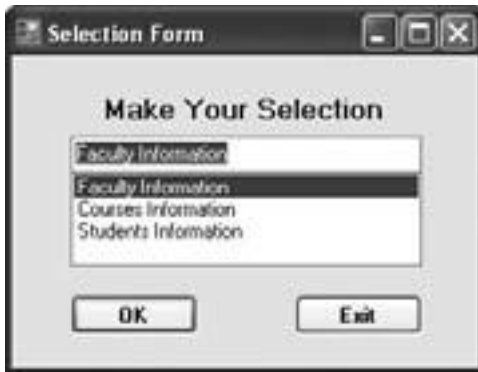 Selection Form
Make Your Selection
Faculty Information
Faculty Information
Courses Information
Students Information
OK
Exit